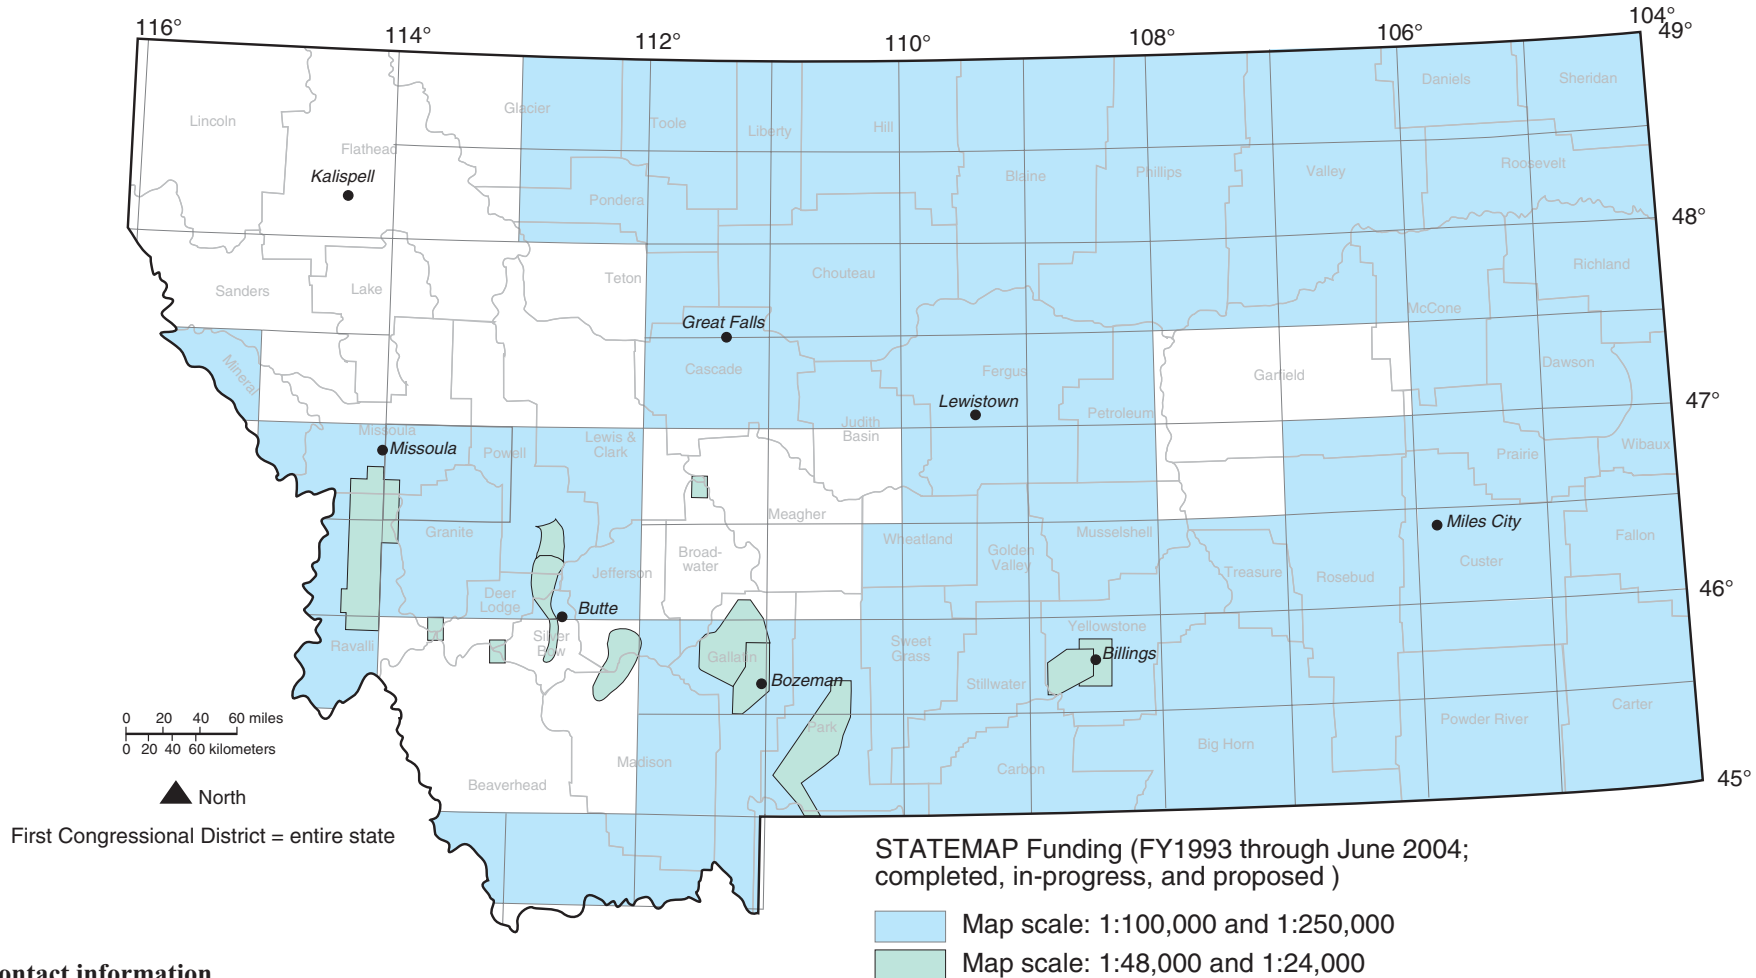 116°
114°
112°
110°
108°
106°
104°
49°
Daniels
Sheridan
Glacier
Lincoln
Toole
Liberty
Hill
Flathead
Kalispell
Blaine
Phillips
Valley
Roosevelt
Pondera
48°
Teton
Chouteau
Richland
Sanders
Lake
McCone
Great Falls
Mineral
Cascade
Fergus
Garfield
Dawson
Lewistown
47°
Petroleum
Judith
Basin
Missoula
Missoula
Lewis &
Clark
Powell
Prairie
Wibaux
Meagher
Miles City
Granite
Wheatland
Musselshell
Fallon
Broad-
water
Golden
Valley
Jefferson
Treasure
Rosebud
Custer
46°
Deer
Lodge
Butte
Yellowstone
Silver
Bow
Ravalli
Gallatin
Sweet
Grass
Billings
Bozeman
Stillwater
Carter
0 20 40 60 miles
0 20 40 60 kilometers
Park
Powder River
Big Horn
Madison
Carbon
45°
Beaverhead
North
First Congressional District = entire state
STATEMAP Funding (FY1993 through June 2004;
completed, in-progress, and proposed )
Map scale: 1:100,000 and 1:250,000
Map scale: 1:48,000 and 1:24,000
ontact information